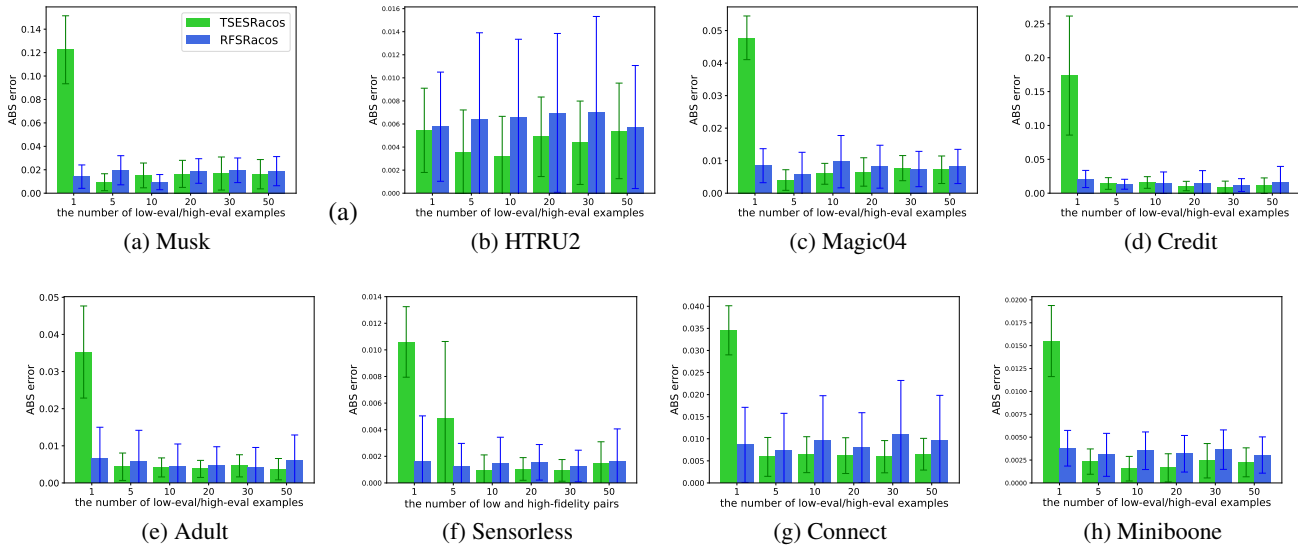 0.14
0.12
0.10
0.08
0.06
0.04
0.02
0.00
ABS error
TSESRacos
RFSRacos
1 5 10 20 30 50
the number of low-eval/high-eval examples
(a) Musk
(a)
0.016
0.014
0.012
0.010
0.008
0.006
0.004
0.002
0.000
ABS error
1 5 10 20 30 50
the number of low-eval/high-eval examples
(b) HTRU2
0.05
0.04
0.03
0.02
0.01
0.00
ABS error
1 5 10 20 30 50
the number of low-eval/high-eval examples
(c) Magic04
0.25
0.20
0.15
0.10
0.05
0.00
ABS error
1 5 10 20 30 50
the number of low-eval/high-eval examples
(d) Credit
0.05
0.04
0.03
0.02
0.01
0.00
ABS error
1 5 10 20 30 50
the number of low-eval/high-eval examples
(e) Adult
0.014
0.012
0.010
0.008
0.006
0.004
0.002
0.000
ABS error
1 5 10 20 30 50
the number of low and high-fidelity pairs
(f) Sensorless
0.040
0.035
0.030
0.025
0.020
0.015
0.010
0.005
0.000
ABS error
1 5 10 20 30 50
the number of low-eval/high-eval examples
(g) Connect
0.0200
0.0175
0.0150
0.0125
0.0100
0.0075
0.0050
0.0025
0.0000
ABS error
1 5 10 20 30 50
the number of low-eval/high-eval examples
(h) Miniboone